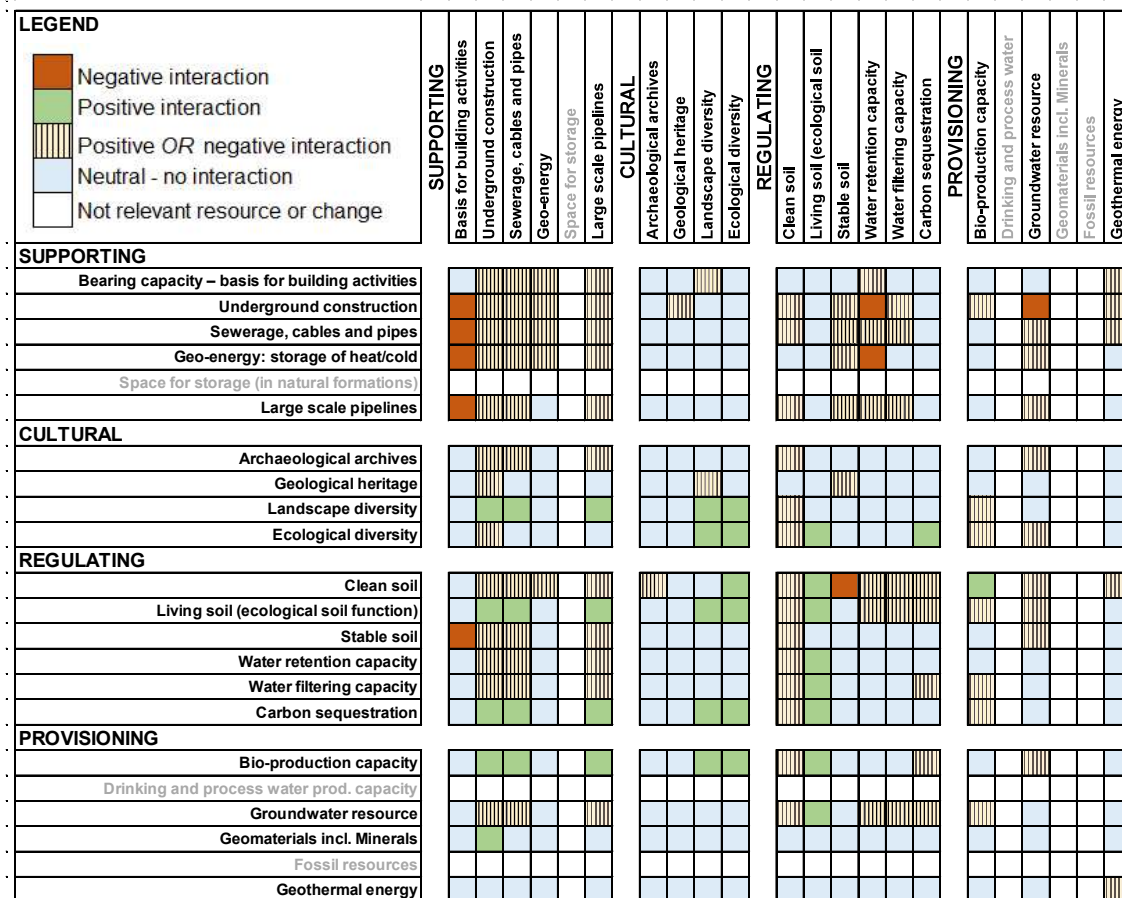 LEGEND
Negative interaction
Positive interaction
Positive OR negative interaction
Neutral - no interaction
Not relevant resource or change
SUPPORTING
Basis for building activities
Underground construction
Sewerage, cables and pipes
Geo-energy
Space for storage
Large scale pipelines
CULTURAL
Archaeological archives
Geological heritage
Landscape diversity
Ecological diversity
REGULATING
Clean soil
Living soil (ecological soil
Stable soil
Water retention capacity
Water filtering capacity
Carbon sequestration
PROVISIONING
Bio-production capacity
Drinking and process water
Groundwater resource
Geomaterials incl. Minerals
Fossil resources
Geothermal energy
SUPPORTING
Bearing capacity – basis for building activities
Underground construction
Sewerage, cables and pipes
Geo-energy: storage of heat/cold
Space for storage (in natural formations)
Large scale pipelines
CULTURAL
Archaeological archives
Geological heritage
Landscape diversity
Ecological diversity
REGULATING
Clean soil
Living soil (ecological soil function)
Stable soil
Water retention capacity
Water filtering capacity
Carbon sequestration
PROVISIONING
Bio-production capacity
Drinking and process water prod. capacity
Groundwater resource
Geomaterials incl. Minerals
Fossil resources
Geothermal energy